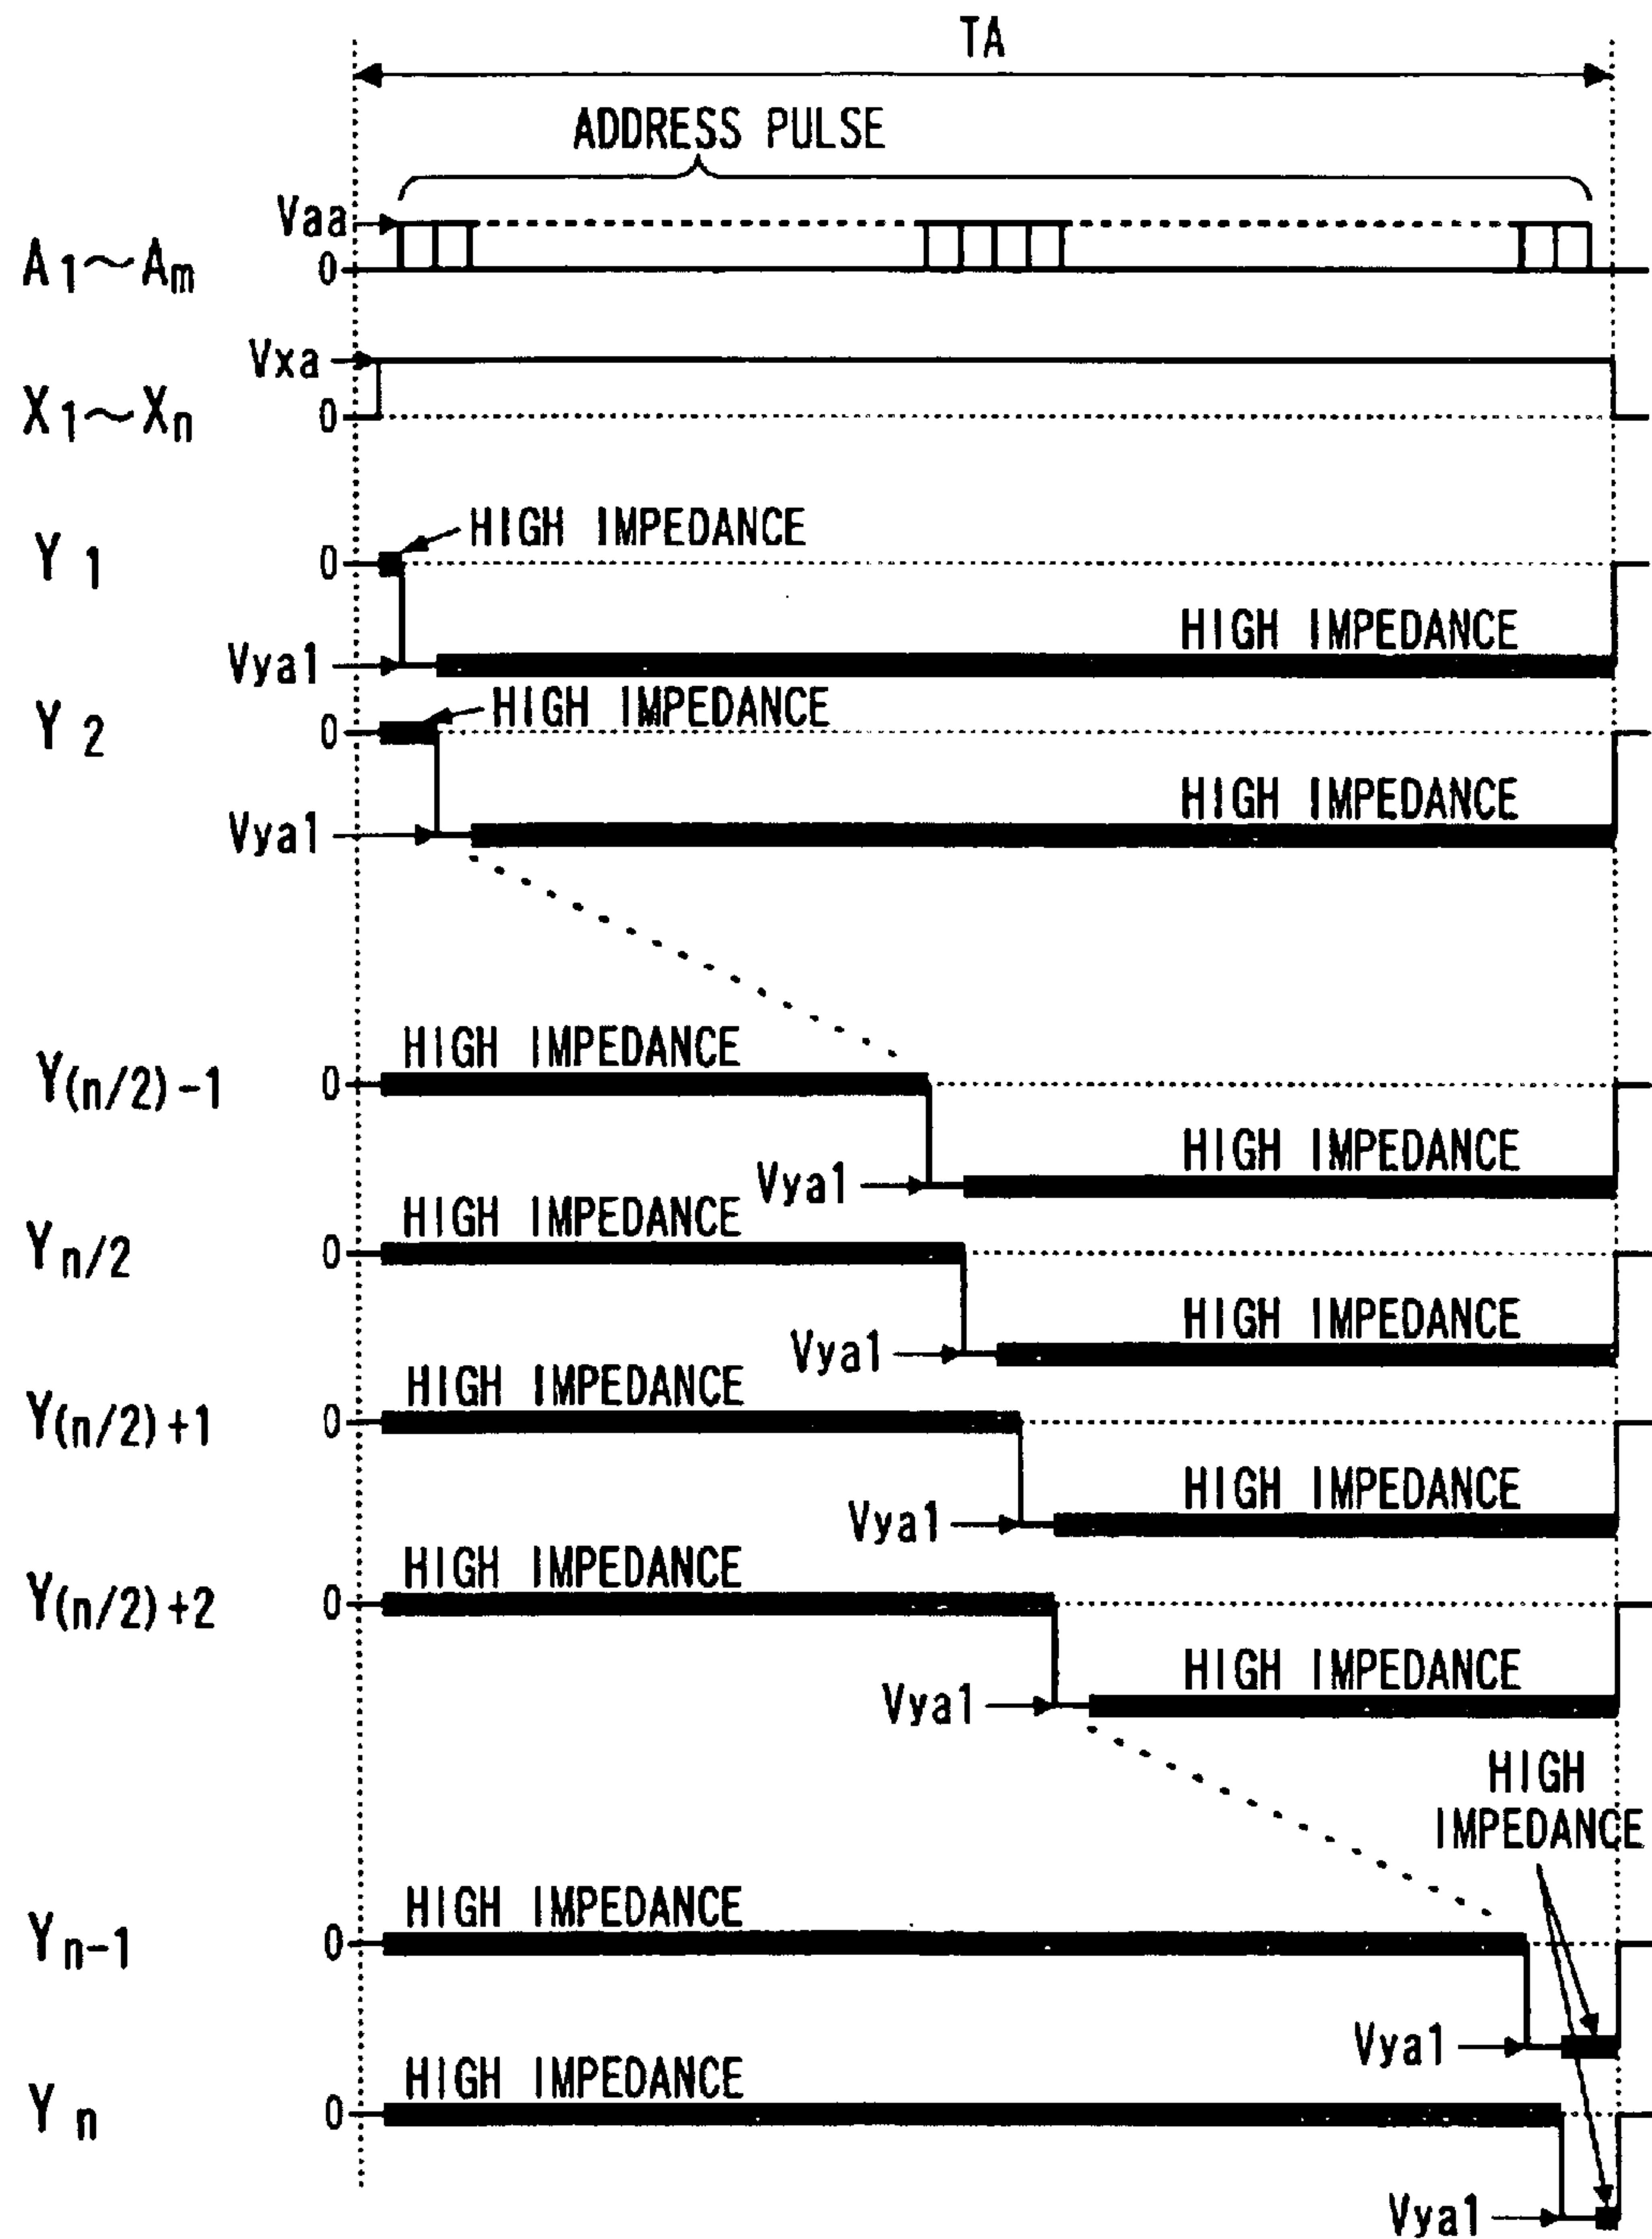 TA
ADDRESS PULSE
Vaa
A1~Am
0
Vxa
X1~Xn
0
HIGH IMPEDANCE
Y1
0
HIGH IMPEDANCE
Vya1
HIGH IMPEDANCE
Y2
0
HIGH IMPEDANCE
Vya1
HIGH IMPEDANCE
Y(n/2)-1
0
HIGH IMPEDANCE
Vya1
HIGH IMPEDANCE
Yn/2
0
HIGH IMPEDANCE
Vya1
HIGH IMPEDANCE
Y(n/2)+1
0
HIGH IMPEDANCE
Vya1
HIGH IMPEDANCE
Y(n/2)+2
0
HIGH IMPEDANCE
Vya1
HIGH
IMPEDANCE
HIGH IMPEDANCE
Yn-1
0
Vya1
HIGH IMPEDANCE
Yn
0
Vya1